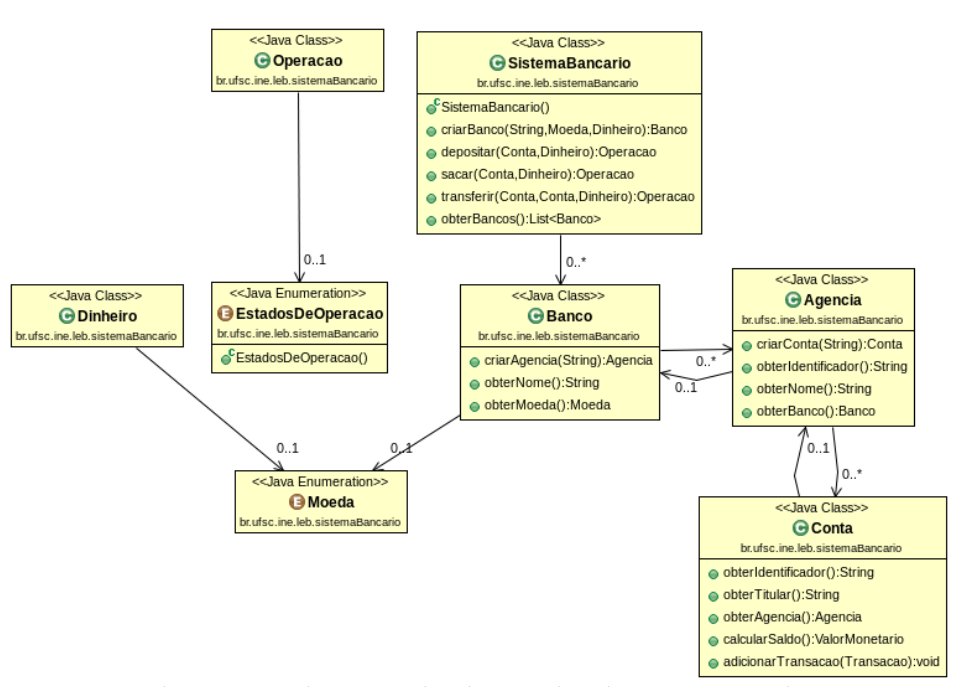 <<Java Class>>
Operacao
br.ufsc.ine.leb.sistemaBancario
<<Java Class>>
SistemaBancario
br.ufsc.ine.leb.sistemaBancario
SistemaBancario()
criarBanco(String,Moeda,Dinheiro):Banco
depositar(Conta,Dinheiro):Operacao
sacar(Conta,Dinheiro):Operacao
transferir(Conta,Conta,Dinheiro):Operacao
obterBancos():List<Banco>
0..1
0..*
<<Java Class>>
Dinheiro
br.ufsc.ine.leb.sistemaBancario
<<Java Enumeration>>
EstadosDeOperacao
br.ufsc.ine.leb.sistemaBancario
EstadosDeOperacao()
<<Java Class>>
Banco
br.ufsc.ine.leb.sistemaBancario
criarAgencia(String):Agencia
obterNome():String
obterMoeda():Moeda
0..*
0..1
<<Java Class>>
Agencia
br.ufsc.ine.leb.sistemaBancario
criarConta(String):Conta
obterIdentificador():String
obterNome():String
obterBanco():Banco
0..1
0..1
0..1
0..*
<<Java Enumeration>>
Moeda
br.ufsc.ine.leb.sistemaBancario
<<Java Class>>
Conta
br.ufsc.ine.leb.sistemaBancario
obterIdentificador():String
obterTitular():String
obterAgencia():Agencia
calcularSaldo():ValorMonetario
adicionarTransacao(Transacao):void